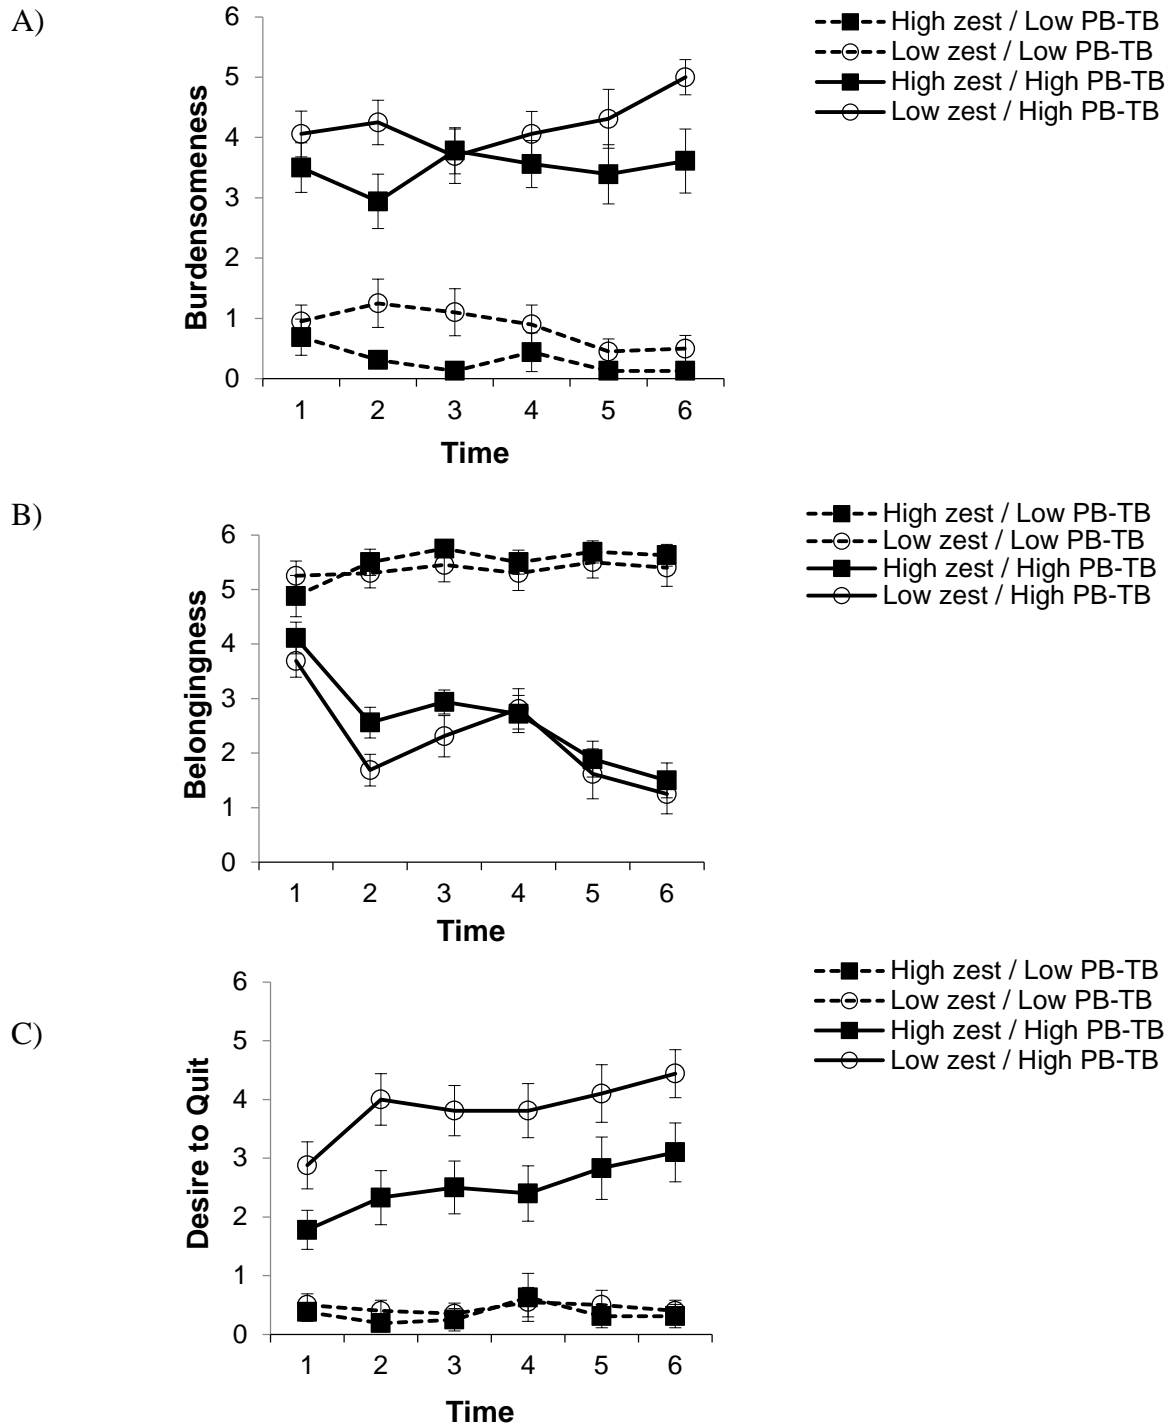 A)
High zest / Low PB-TB
Low zest / Low PB-TB
High zest / High PB-TB
Low zest / High PB-TB
Burdensomeness
6
5
4
3
2
1
0
1 2 3 4 5 6
Time
B)
High zest / Low PB-TB
Low zest / Low PB-TB
High zest / High PB-TB
Low zest / High PB-TB
Belongingness
6
5
4
3
2
1
0
1 2 3 4 5 6
Time
C)
High zest / Low PB-TB
Low zest / Low PB-TB
High zest / High PB-TB
Low zest / High PB-TB
Desire to Quit
6
5
4
3
2
1
0
1 2 3 4 5 6
Time